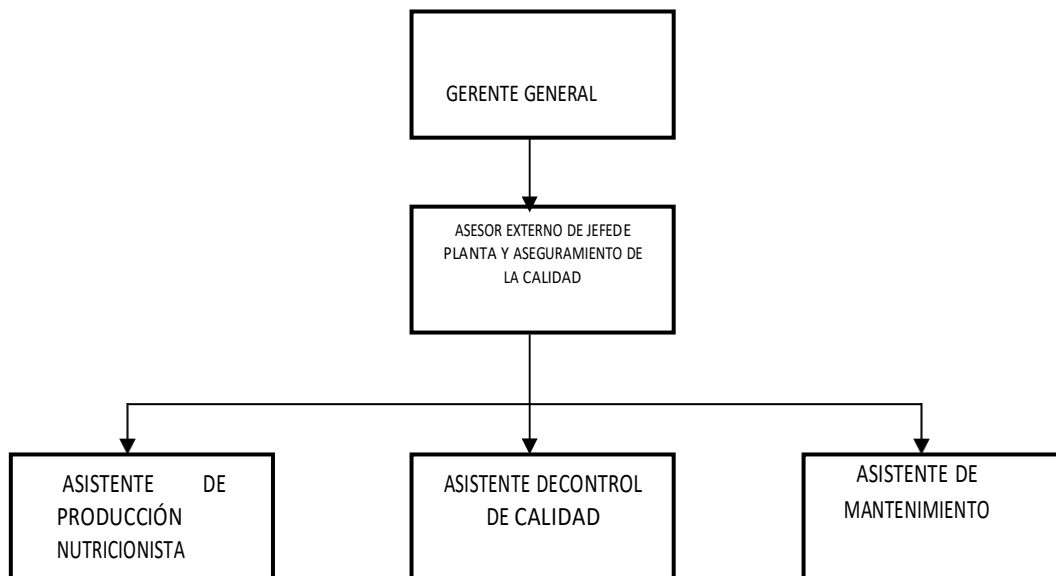 GERENTE GENERAL
ASESOR EXTERNO DE JEFEDE
PLANTA Y ASEGURAMIENTO DE
LA CALIDAD
ASISTENTE DE
PRODUCCIÓN
NUTRICIONISTA
ASISTENTE DECONTROL
DE CALIDAD
ASISTENTE DE
MANTENIMIENTO